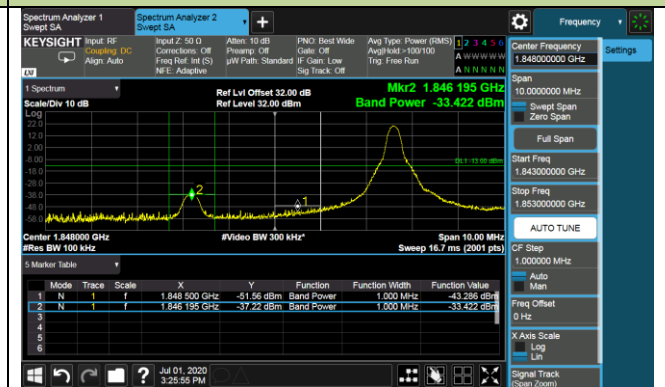 Spectrum Analyzer 1
Swept SA
Spectrum Analyzer 2
Swept SA
Frequency
KEYSIGHT
Input: RF
Coupling: DC
Align: Auto
Input Z: 50 Ω
Corrections: Off
Freq Ref: Int (S)
NFE: Adaptive
Atten: 10 dB
Preamp: Off
µW Path: Standard
PNO: Best Wide
Gate: Off
IF Gain: Low
Sig Track: Off
Avg Type: Power (RMS)
Avg|Hold:>100/100
Trig: Free Run
1 2 3 4 5 6
A W W W W W
A N N N N N
LXI
1 Spectrum
Scale/Div 10 dB
Log
Ref Lvl Offset 32.00 dB
Ref Level 32.00 dBm
Mkr2 1.846 195 GHz
Band Power -33.422 dBm
22.0
12.0
2.00
-8.00
-18.0
-28.0
-38.0
-48.0
-58.0
DL1 -13.00 dBm
2
1
Center 1.848000 GHz
#Res BW 100 kHz
#Video BW 300 kHz*
Span 10.00 MHz
Sweep 16.7 ms (2001 pts)
5 Marker Table
Mode Trace Scale X Y Function Function Width Function Value
1 N 1 f 1.848 500 GHz -51.56 dBm Band Power 1.000 MHz -43.286 dBm
2 N 1 f 1.846 195 GHz -37.22 dBm Band Power 1.000 MHz -33.422 dBm
3
4
5
6
Jul 01, 2020
3:25:55 PM
Center Frequency
1.848000000 GHz
Settings
Span
10.0000000 MHz
Swept Span
Zero Span
Full Span
Start Freq
1.843000000 GHz
Stop Freq
1.853000000 GHz
AUTO TUNE
CF Step
1.000000 MHz
Auto
Man
Freq Offset
0 Hz
X Axis Scale
Log
Lin
Signal Track
(Span Zoom)